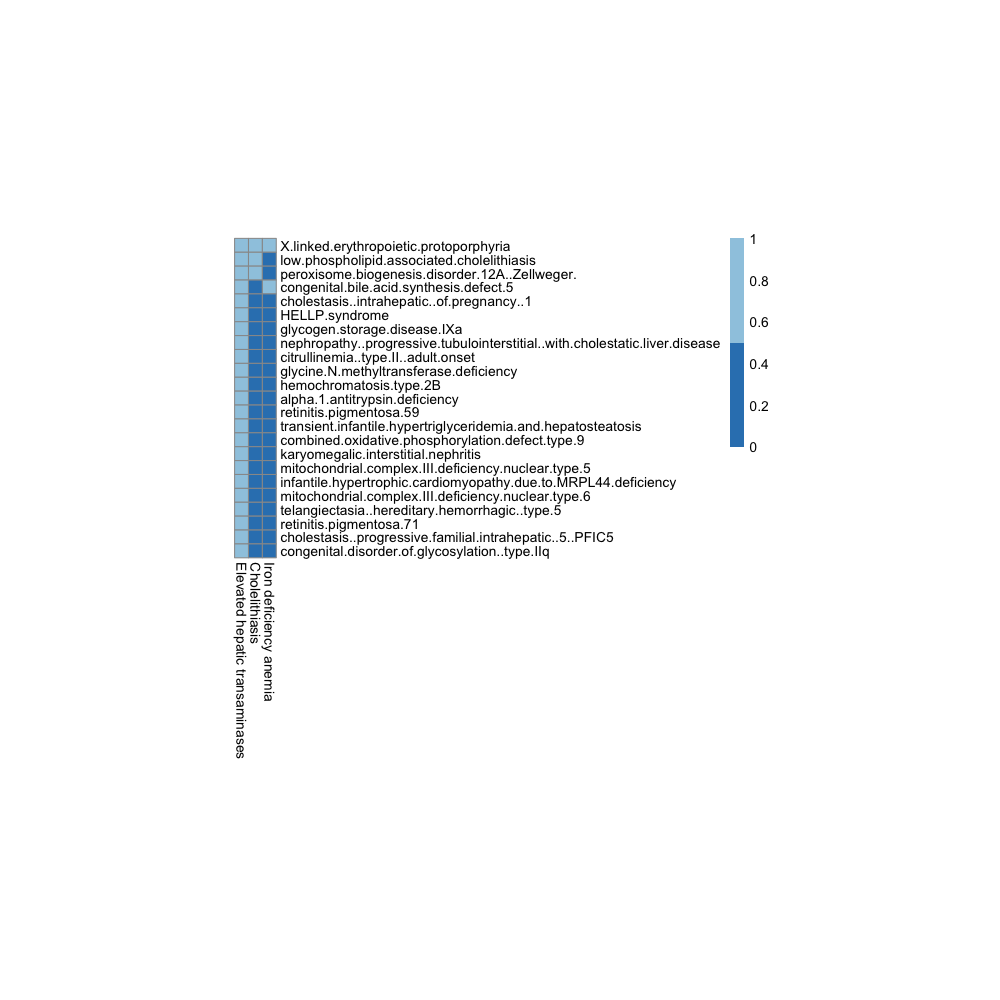 X.linked.erythropoietic.protoporphyria
low.phospholipid.associated.cholelithiasis
peroxisome.biogenesis.disorder.12A..Zellweger.
congenital.bile.acid.synthesis.defect.5
cholestasis..intrahepatic..of.pregnancy..1
HELLP.syndrome
glycogen.storage.disease.IXa
nephropathy..progressive.tubulointerstitial..with.cholestatic.liver.disease
citrullinemia..type.II..adult.onset
glycine.N.methyltransferase.deficiency
hemochromatosis.type.2B
alpha.1.antitrypsin.deficiency
retinitis.pigmentosa.59
transient.infantile.hypertriglyceridemia.and.hepatosteatosis
combined.oxidative.phosphorylation.defect.type.9
karyomegalic.interstitial.nephritis
mitochondrial.complex.III.deficiency.nuclear.type.5
infantile.hypertrophic.cardiomyopathy.due.to.MRPL44.deficiency
mitochondrial.complex.III.deficiency.nuclear.type.6
telangiectasia..hereditary.hemorrhagic..type.5
retinitis.pigmentosa.71
cholestasis..progressive.familial.intrahepatic..5..PFIC5
congenital.disorder.of.glycosylation..type.IIq
Elevated hepatic transaminases
Cholelithiasis
Iron deficiency anemia
1
0.8
0.6
0.4
0.2
0